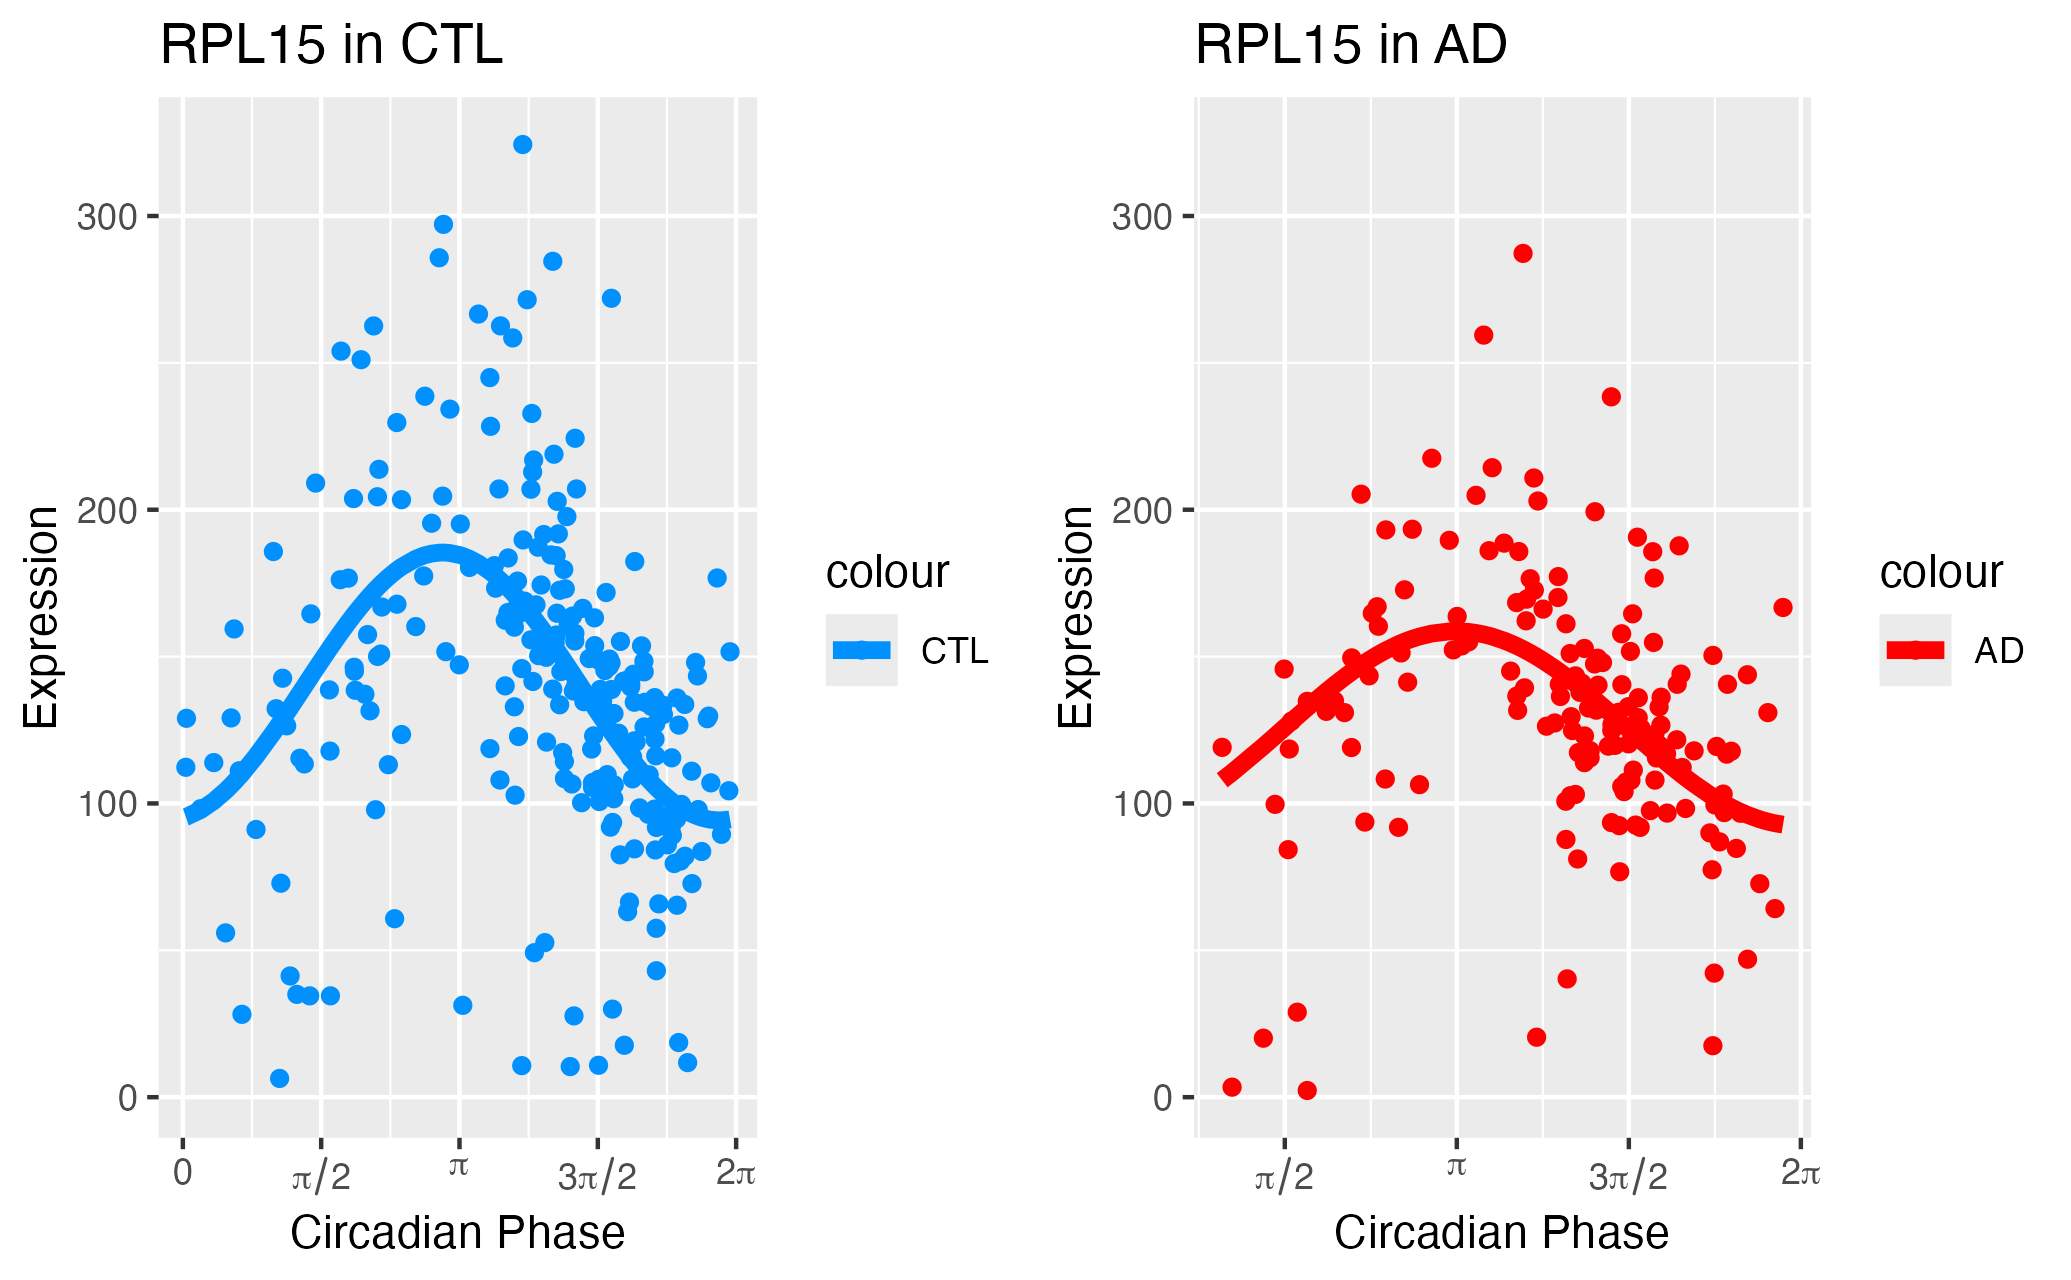 RPL15 in CTL
Expression
300
200
100
0
0 π/2 π 3π/2 2π
Circadian Phase
colour
CTL
RPL15 in AD
Expression
300
200
100
0
π/2 π 3π/2 2π
Circadian Phase
colour
AD